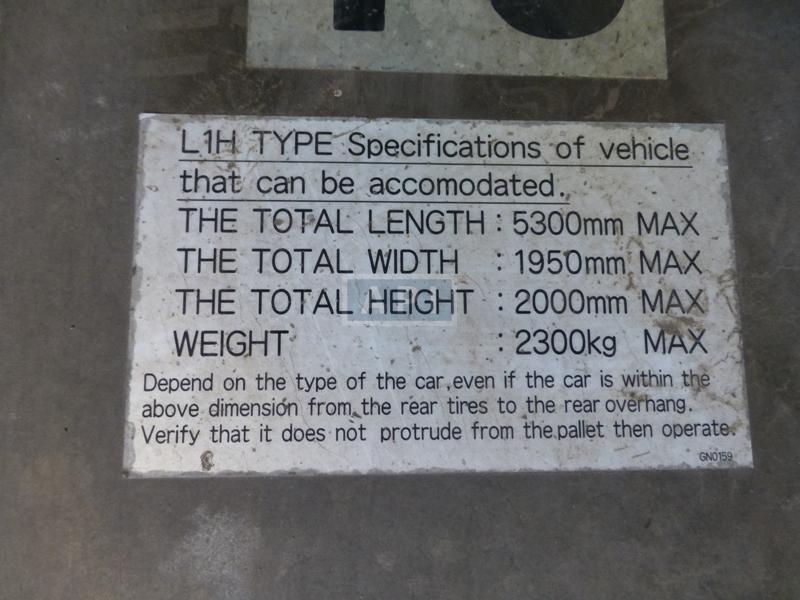 L1H TYPE Specifications of vehicle
that can be accomodated.
THE TOTAL LENGTH : 5300mm MAX
THE TOTAL WIDTH : 1950mm MAX
THE TOTAL HEIGHT : 2000mm MAX
WEIGHT : 2300kg MAX
Depend on the type of the car,even if the car is within the
above dimension from the rear tires to the rear overhang.
Verify that it does not protrude from the pallet then operate.
GN0159